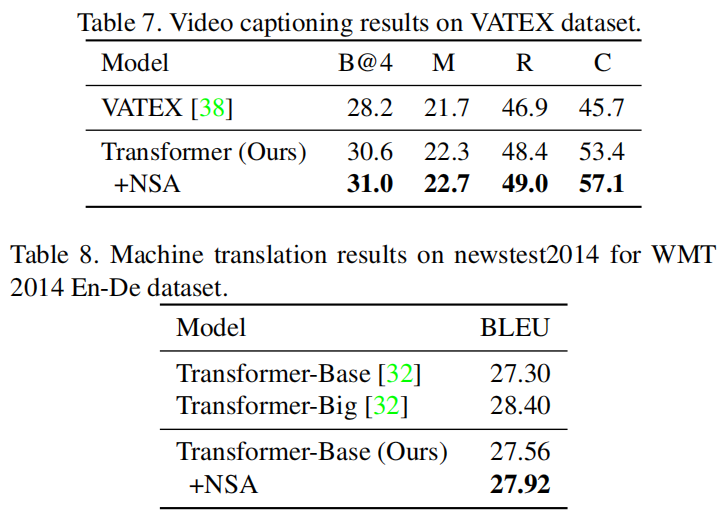 Table 7. Video captioning results on VATEX dataset.
Model B@4 M R C
VATEX [38] 28.2 21.7 46.9 45.7
Transformer (Ours) 30.6 22.3 48.4 53.4
+NSA 31.0 22.7 49.0 57.1
Table 8. Machine translation results on newstest2014 for WMT
2014 En-De dataset.
Model BLEU
Transformer-Base [32] 27.30
Transformer-Big [32] 28.40
Transformer-Base (Ours) 27.56
+NSA 27.92